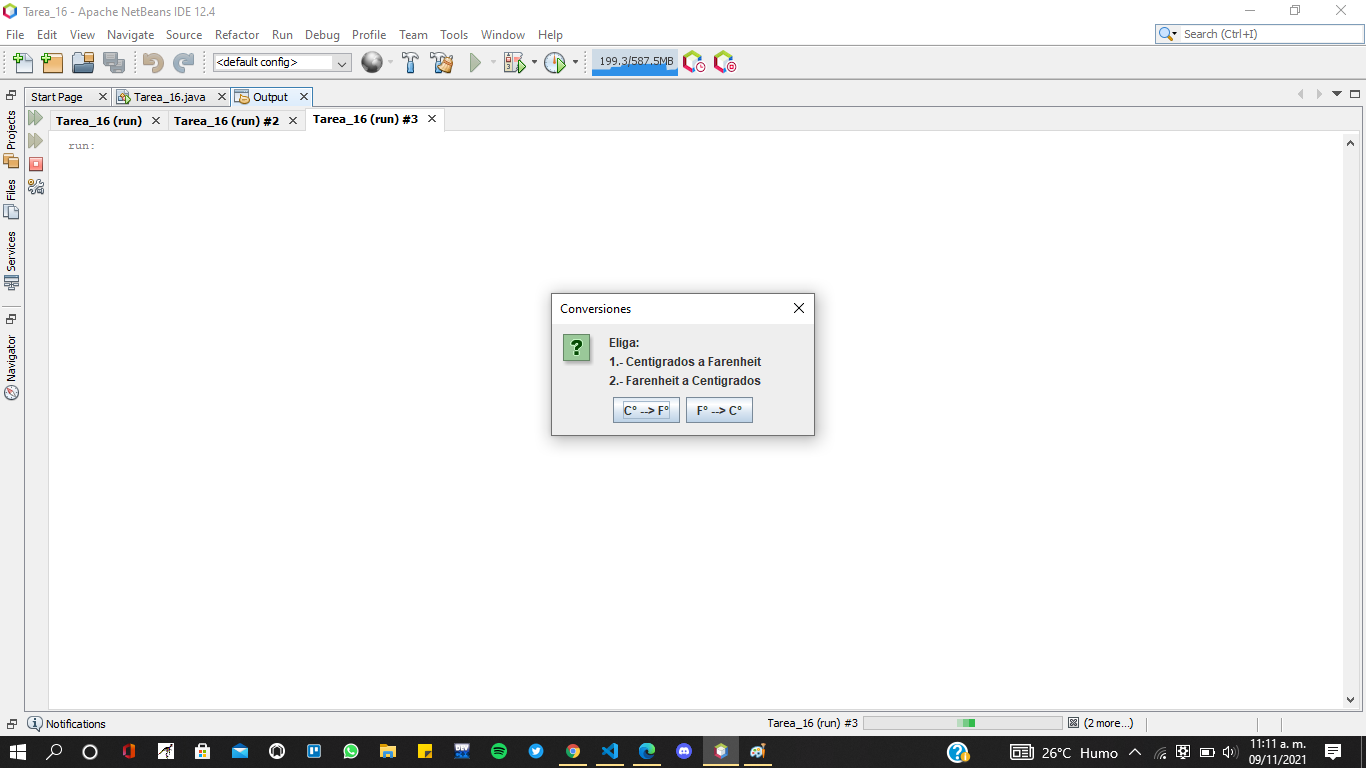 Tarea_16 - Apache NetBeans IDE 12.4
File Edit View Navigate Source Refactor Run Debug Profile Team Tools Window Help
Search (Ctrl+I)
<default config>
199.3/587.5MB
Start Page Tarea_16.java Output
Tarea_16 (run) Tarea_16 (run) #2 Tarea_16 (run) #3
run:
Projects
Files
Services
Navigator
Conversiones
?
Eliga:
1.- Centigrados a Farenheit
2.- Farenheit a Centigrados
C° --> F° F° --> C°
Notifications
Tarea_16 (run) #3
(2 more...)
DEV
26°C Humo
11:11 a. m.
09/11/2021